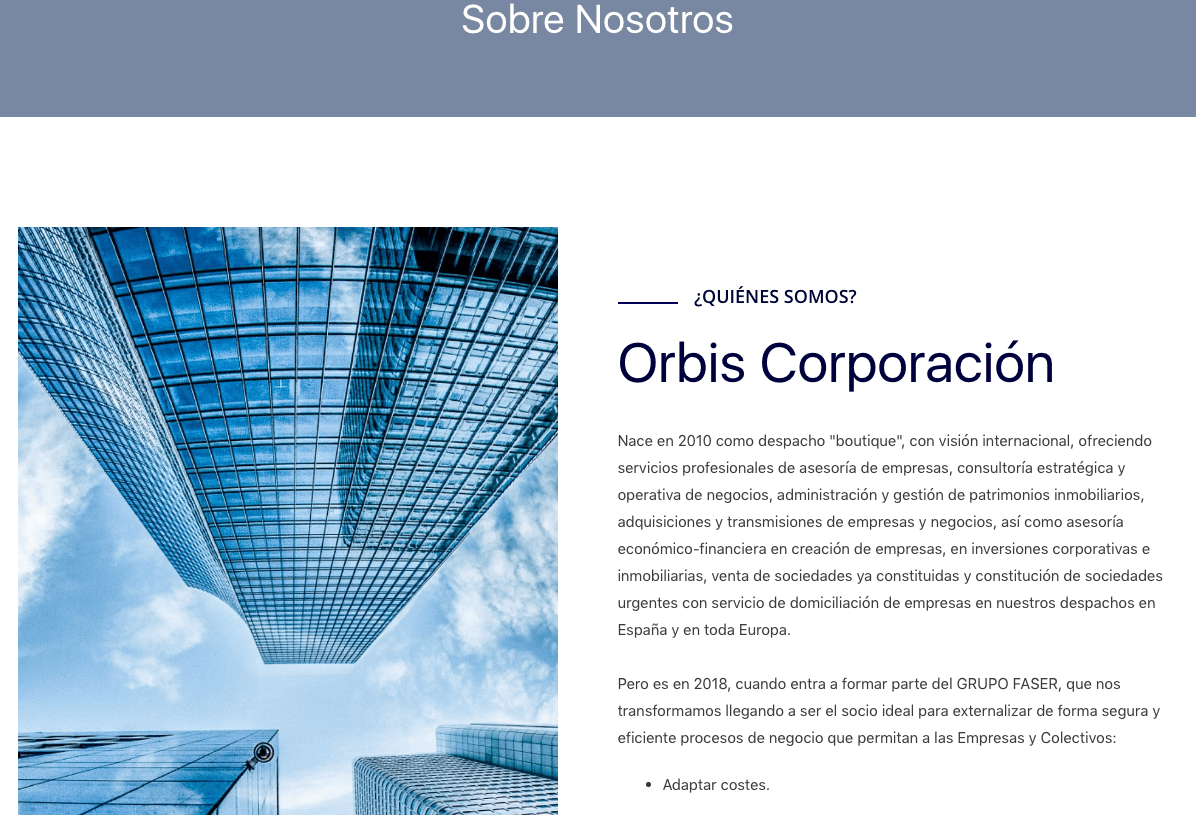 Sobre Nosotros
¿QUIÉNES SOMOS?
Orbis Corporación
Nace en 2010 como despacho "boutique", con visión internacional, ofreciendo
servicios profesionales de asesoría de empresas, consultoría estratégica y
operativa de negocios, administración y gestión de patrimonios inmobiliarios,
adquisiciones y transmisiones de empresas y negocios, así como asesoría
económico-financiera en creación de empresas, en inversiones corporativas e
inmobiliarias, venta de sociedades ya constituidas y constitución de sociedades
urgentes con servicio de domiciliación de empresas en nuestros despachos en
España y en toda Europa.
Pero es en 2018, cuando entra a formar parte del GRUPO FASER, que nos
transformamos llegando a ser el socio ideal para externalizar de forma segura y
eficiente procesos de negocio que permitan a las Empresas y Colectivos:
• Adaptar costes.